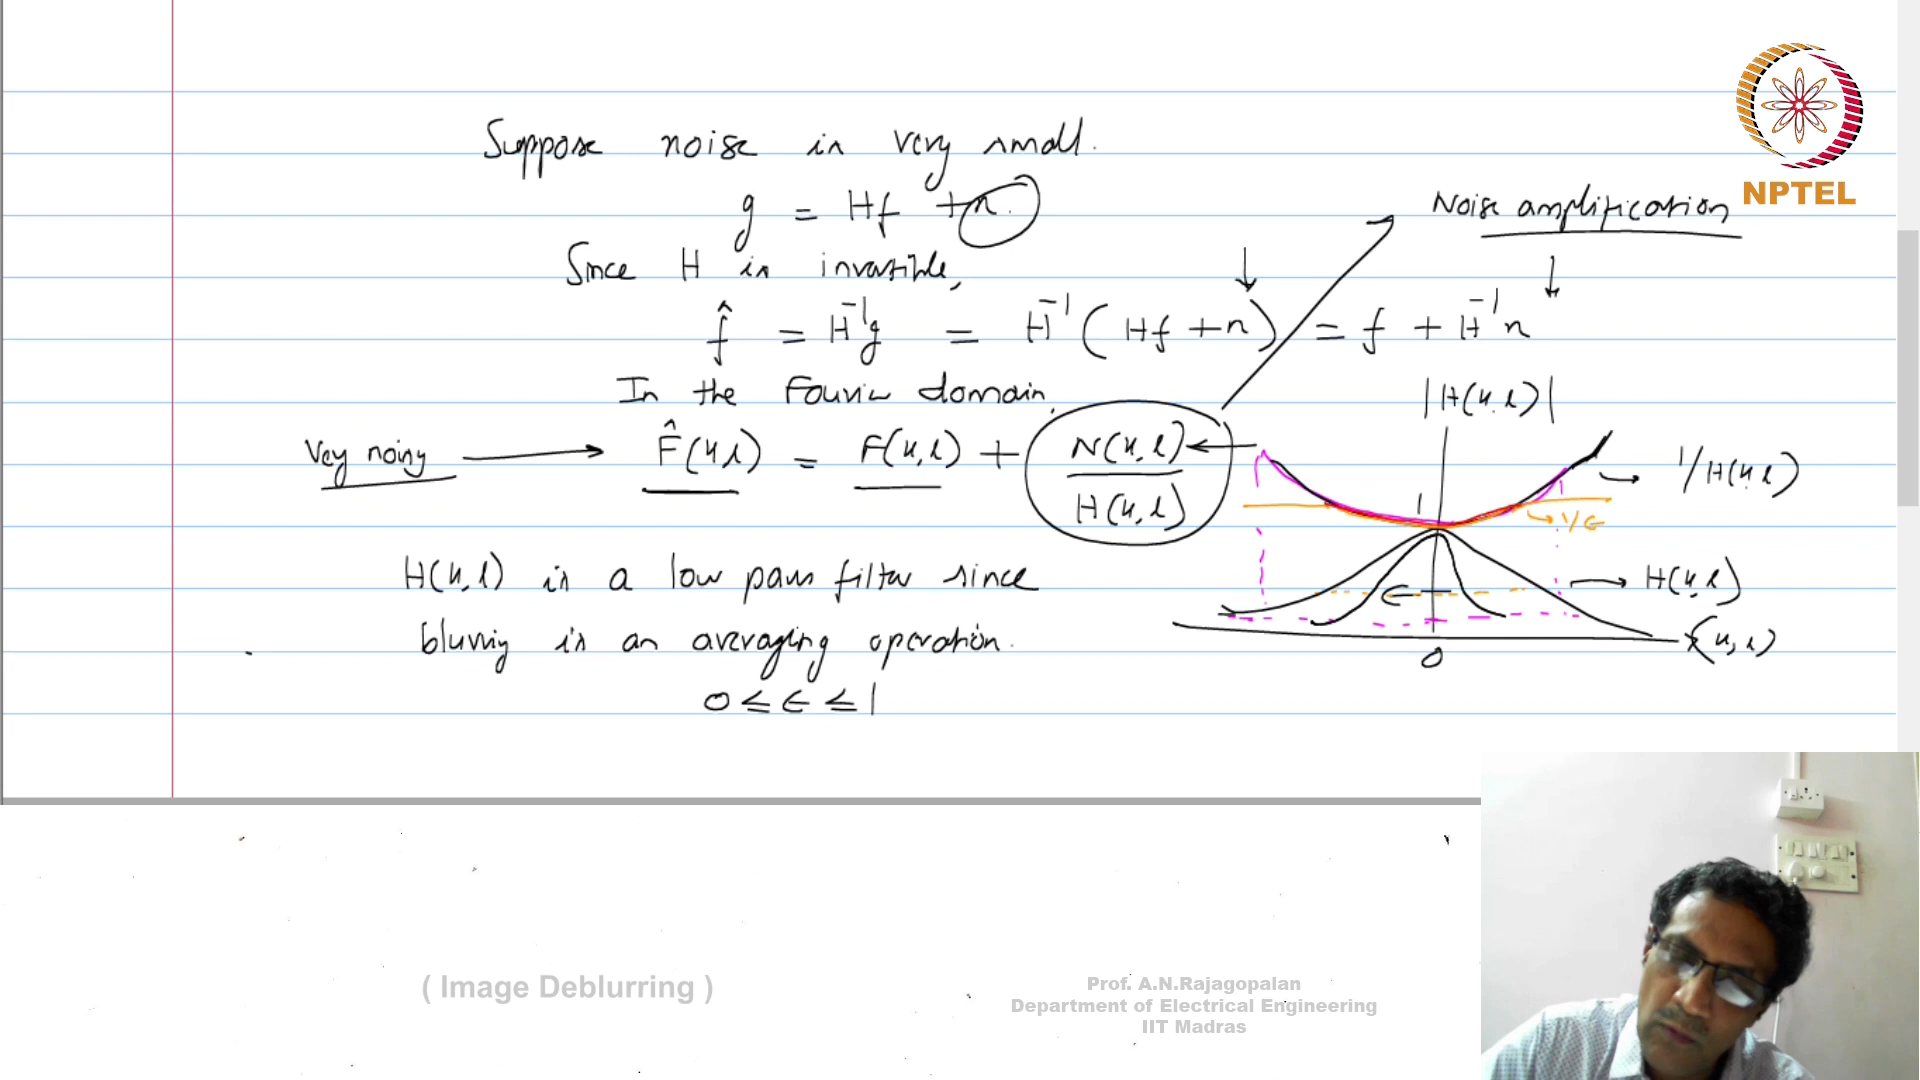 Suppose noise is very small.
g = Hf + n.
Noise amplification
Since H is invertible,
f̂ = H⁻¹g = H⁻¹(Hf + n) = f + H⁻¹n
In the Fourier domain,
|H(k,l)|
Very noisy → F̂(k,l) = F(k,l) + N(k,l)/H(k,l)
1/H(k,l)
1
1/ϵ
H(k,l) is a low pass filter since
ϵ
H(k,l)
blurring is an averaging operation.
(k,l)
0
0 ≤ ϵ ≤ 1
NPTEL
( Image Deblurring )
Prof. A.N.Rajagopalan
Department of Electrical Engineering
IIT Madras